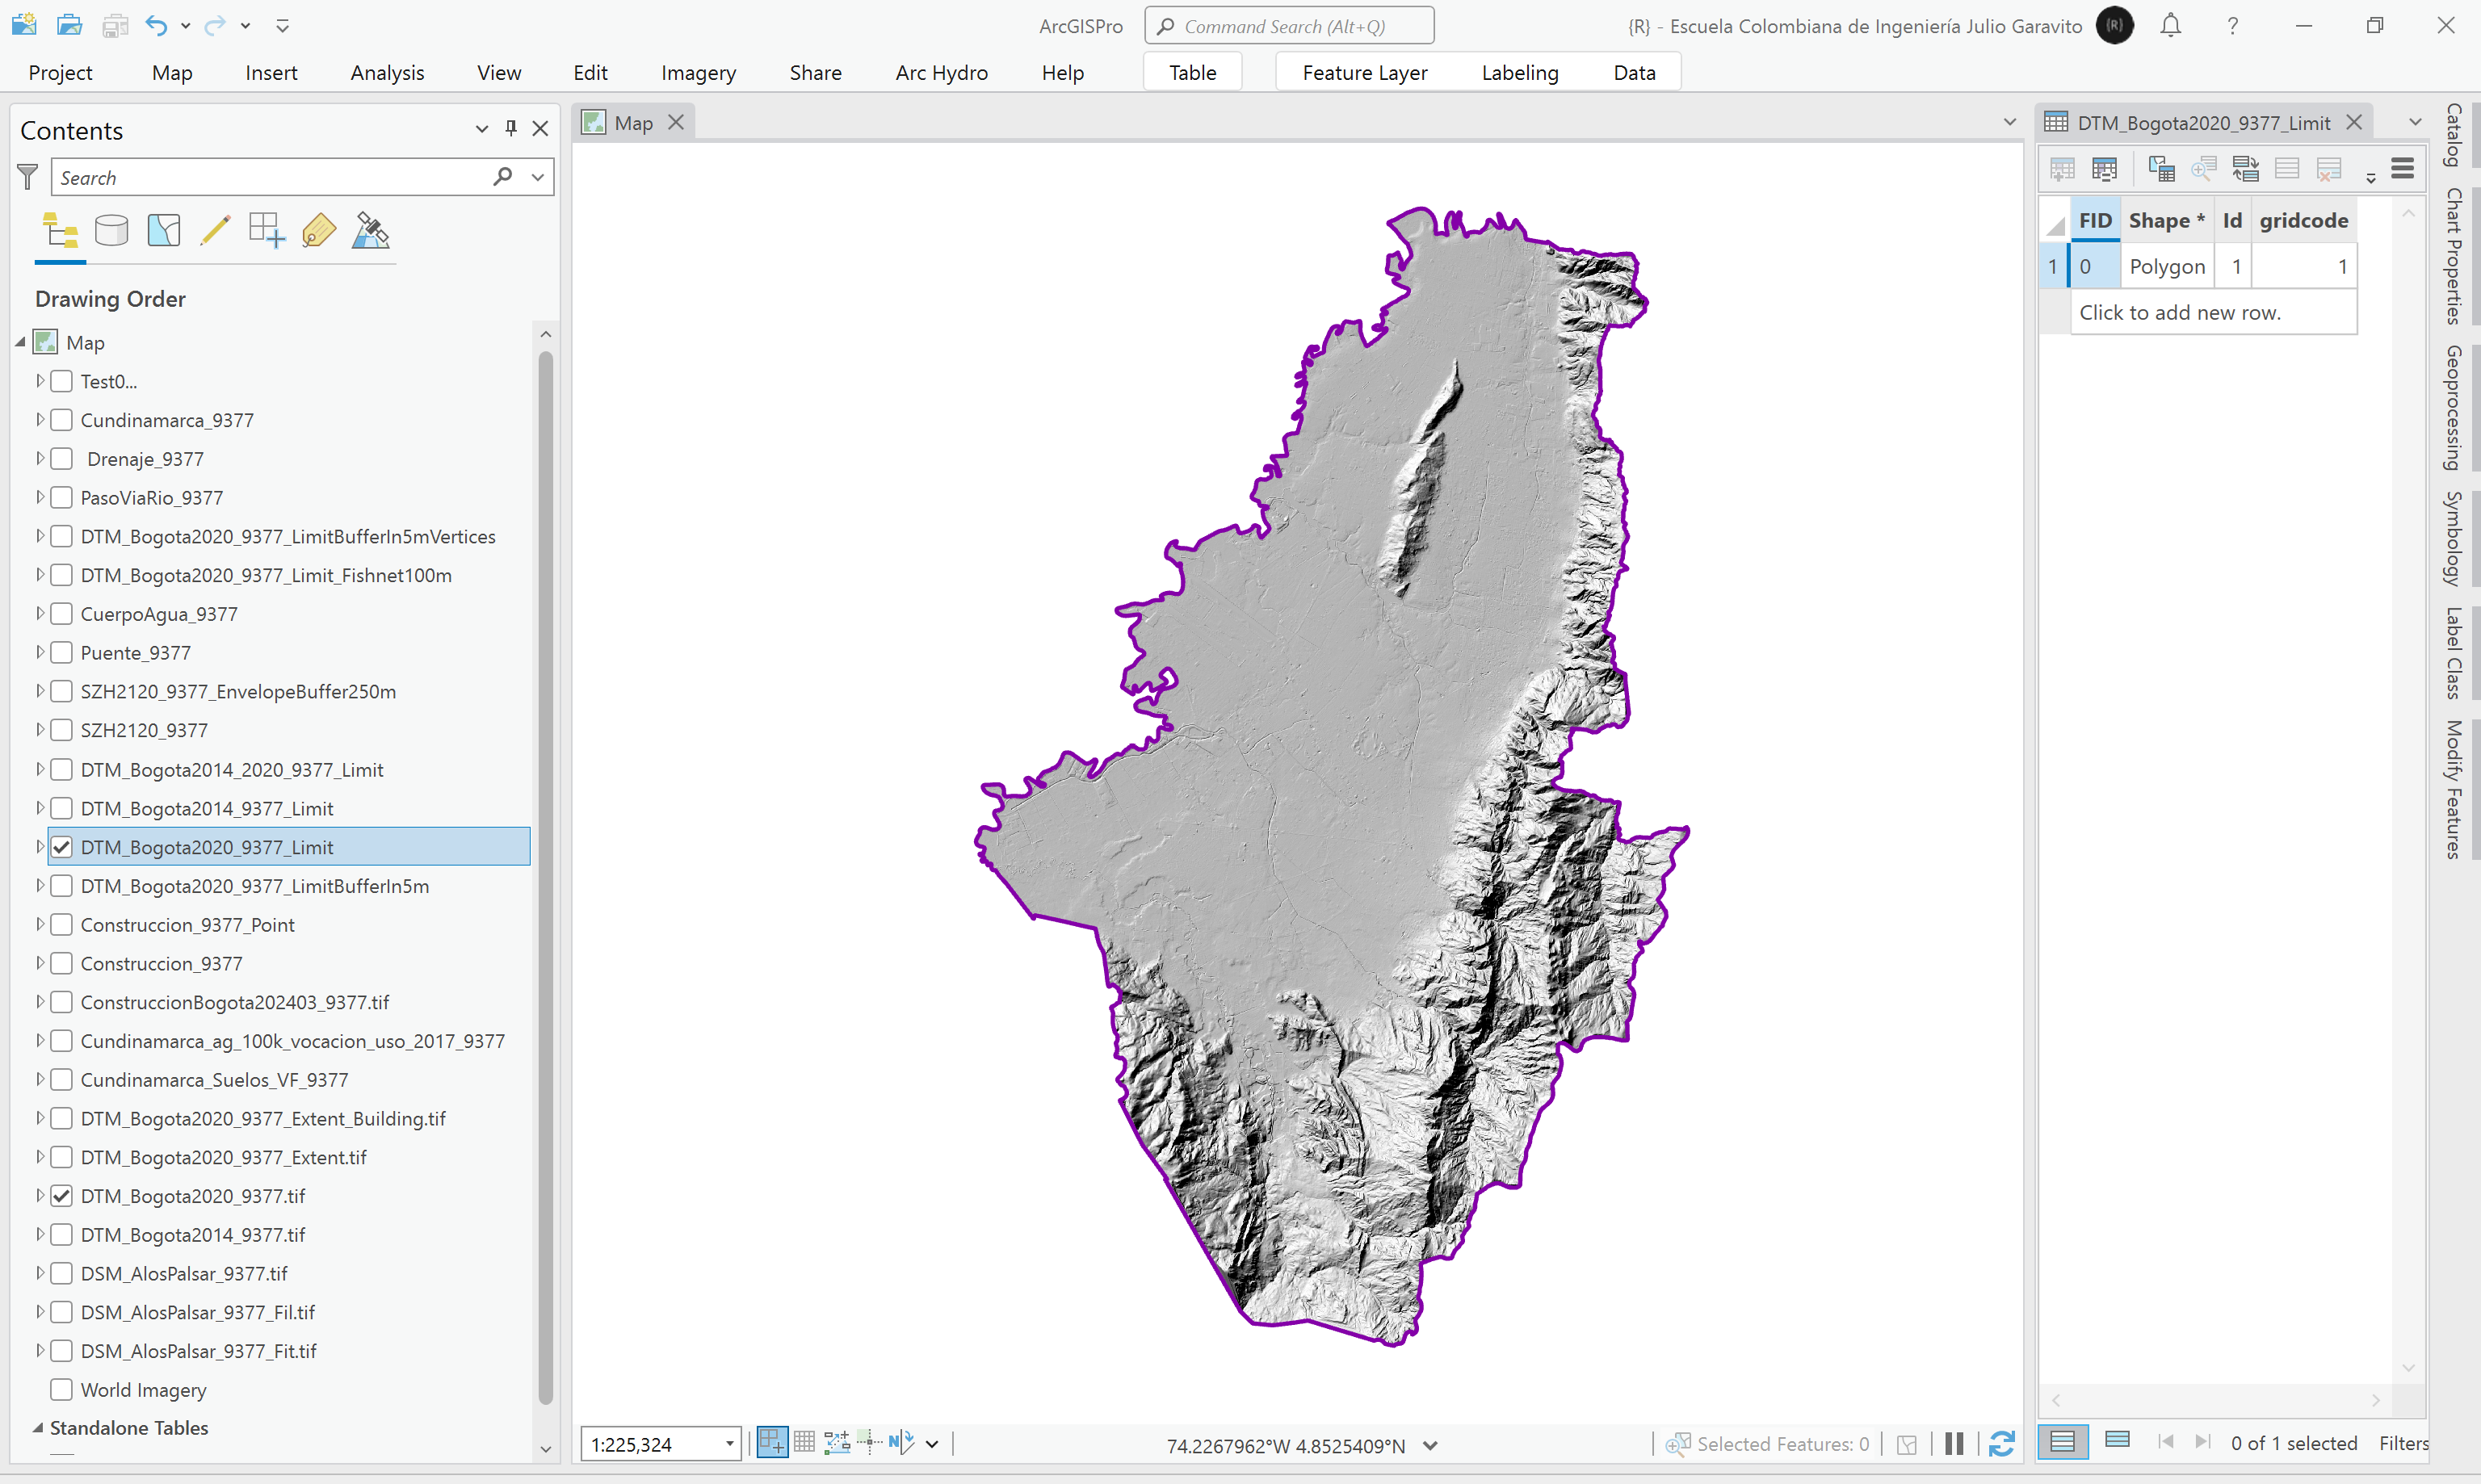 ArcGISPro
Command Search (Alt+Q)
{R} - Escuela Colombiana de Ingeniería Julio Garavito
{R}
?
Project Map Insert Analysis View Edit Imagery Share Arc Hydro Help Table Feature Layer Labeling Data
Contents
Search
Drawing Order
Map
Test0...
Cundinamarca_9377
Drenaje_9377
PasoViaRio_9377
DTM_Bogota2020_9377_LimitBufferIn5mVertices
DTM_Bogota2020_9377_Limit_Fishnet100m
CuerpoAgua_9377
Puente_9377
SZH2120_9377_EnvelopeBuffer250m
SZH2120_9377
DTM_Bogota2014_2020_9377_Limit
DTM_Bogota2014_9377_Limit
DTM_Bogota2020_9377_Limit
DTM_Bogota2020_9377_LimitBufferIn5m
Construccion_9377_Point
Construccion_9377
ConstruccionBogota202403_9377.tif
Cundinamarca_ag_100k_vocacion_uso_2017_9377
Cundinamarca_Suelos_VF_9377
DTM_Bogota2020_9377_Extent_Building.tif
DTM_Bogota2020_9377_Extent.tif
DTM_Bogota2020_9377.tif
DTM_Bogota2014_9377.tif
DSM_AlosPalsar_9377.tif
DSM_AlosPalsar_9377_Fil.tif
DSM_AlosPalsar_9377_Fit.tif
World Imagery
Standalone Tables
Map
1:225,324
N
74.2267962°W 4.8525409°N
Selected Features: 0
DTM_Bogota2020_9377_Limit
FID Shape * Id gridcode
1 0 Polygon 1 1
Click to add new row.
0 of 1 selected
Filters
Catalog
Chart Properties
Geoprocessing
Symbology
Label Class
Modify Features